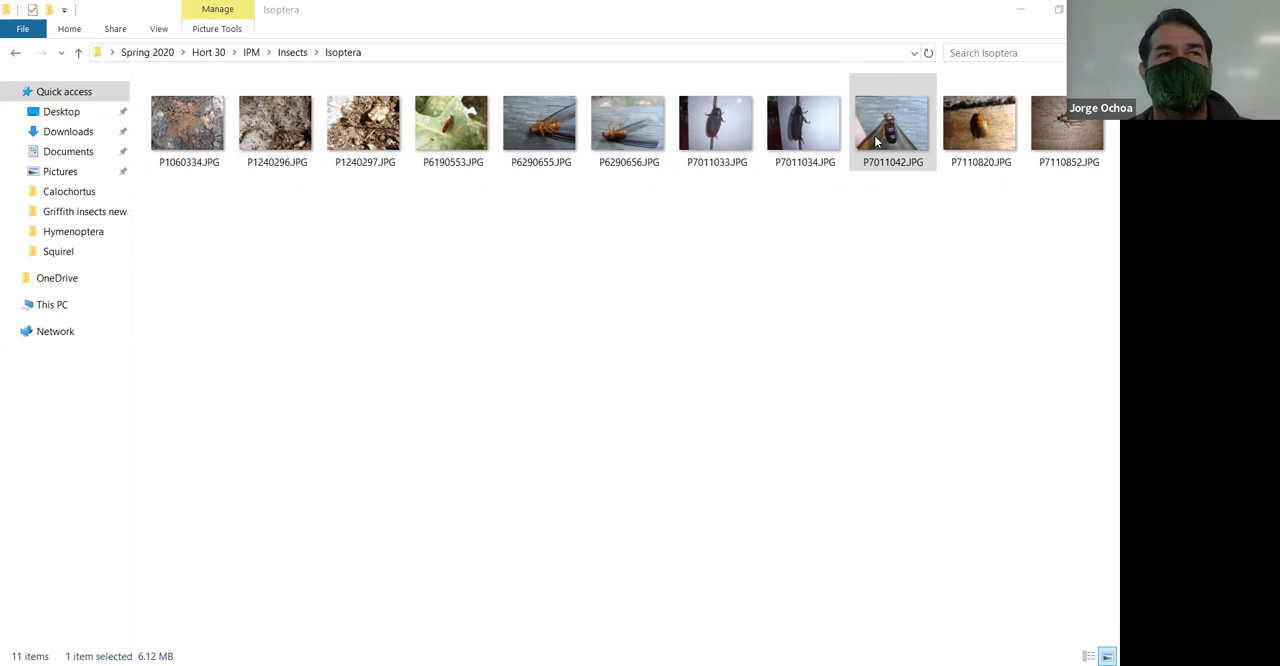 Manage
Isoptera
File
Home
Share
View
Picture Tools
Spring 2020 > Hort 30 > IPM > Insects > Isoptera
Search Isoptera
Jorge Ochoa
Quick access
Desktop
Downloads
Documents
Pictures
Calochortus
Griffith insects new
Hymenoptera
Squirel
OneDrive
This PC
Network
P1060334.JPG
P1240296.JPG
P1240297.JPG
P6190553.JPG
P6290655.JPG
P6290656.JPG
P7011033.JPG
P7011034.JPG
P7011042.JPG
P7110820.JPG
P7110852.JPG
11 items
1 item selected 6.12 MB